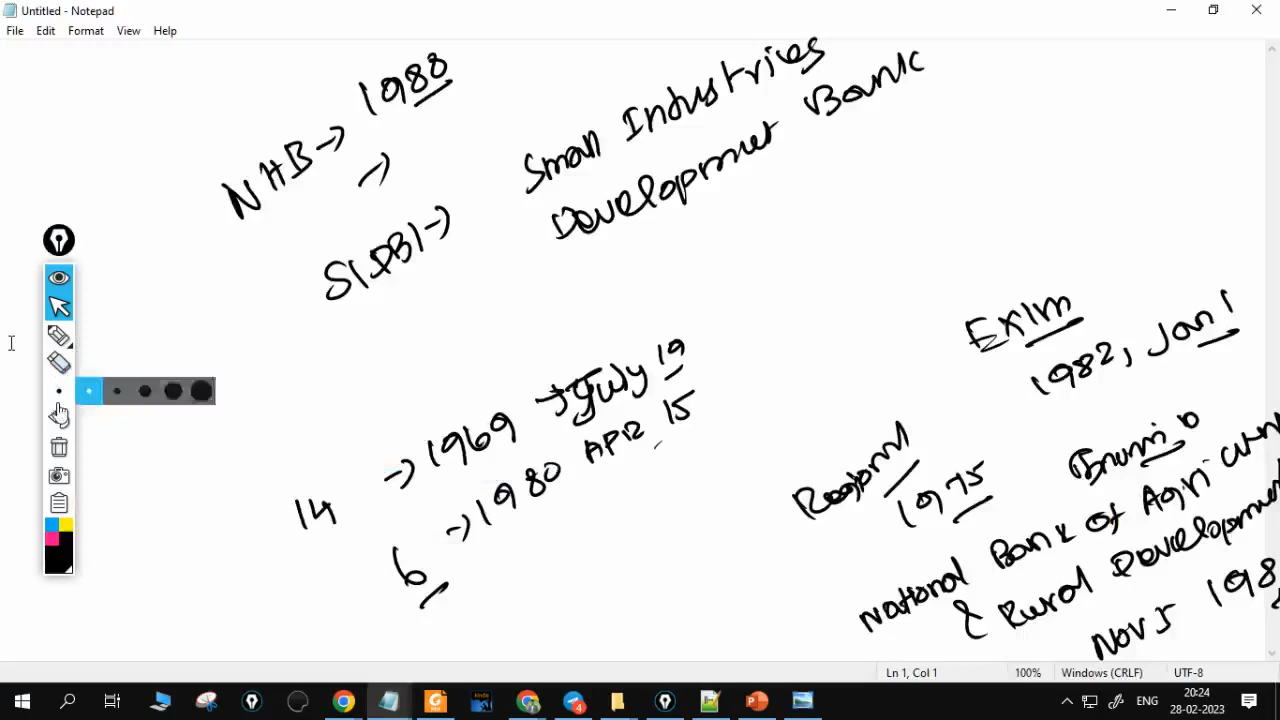 Untitled - Notepad
File Edit Format View Help
NHB → 1988
→
SIDBI →
Small Industries
Development Bank
14 → 1969 → July 19
6 → 1980 APR 15
Exim
1982, Jan 1
Regional
1975
National Bank of Agri
& Rural Development
NOV 5 198
Ln 1, Col 1 100% Windows (CRLF) UTF-8
4
ENG
20:24
28-02-2023